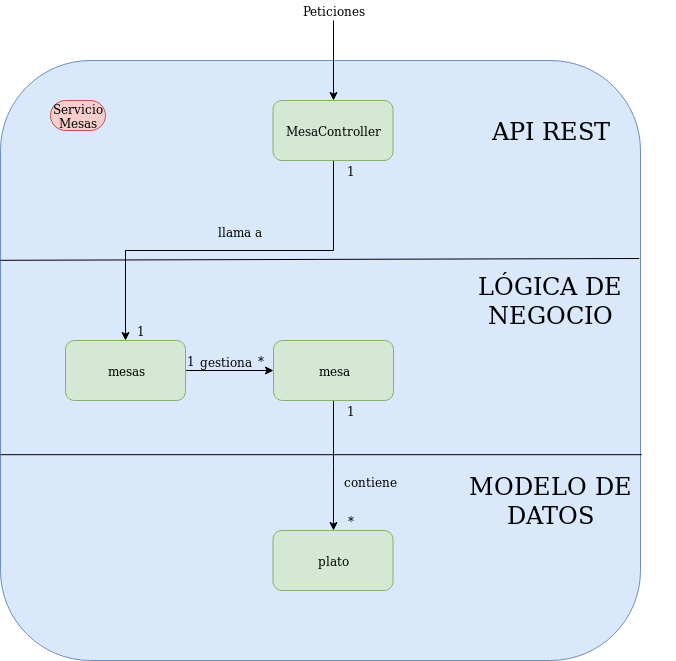 Peticiones
Servicio
Mesas
MesaController
API REST
1
llama a
LÓGICA DE
NEGOCIO
1
mesas
1 gestiona *
mesa
1
contiene
MODELO DE
DATOS
*
plato